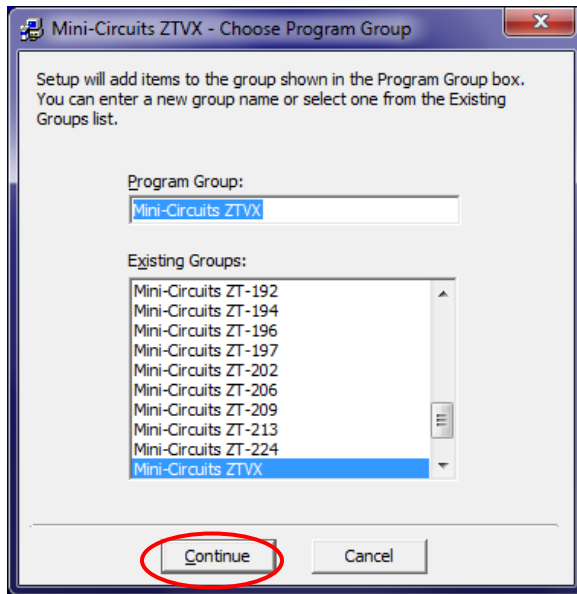 Mini-Circuits ZTVX - Choose Program Group
Setup will add items to the group shown in the Program Group box.
You can enter a new group name or select one from the Existing
Groups list.
Program Group:
Mini-Circuits ZTVX
Existing Groups:
Mini-Circuits ZT-192
Mini-Circuits ZT-194
Mini-Circuits ZT-196
Mini-Circuits ZT-197
Mini-Circuits ZT-202
Mini-Circuits ZT-206
Mini-Circuits ZT-209
Mini-Circuits ZT-213
Mini-Circuits ZT-224
Mini-Circuits ZTVX
Continue
Cancel